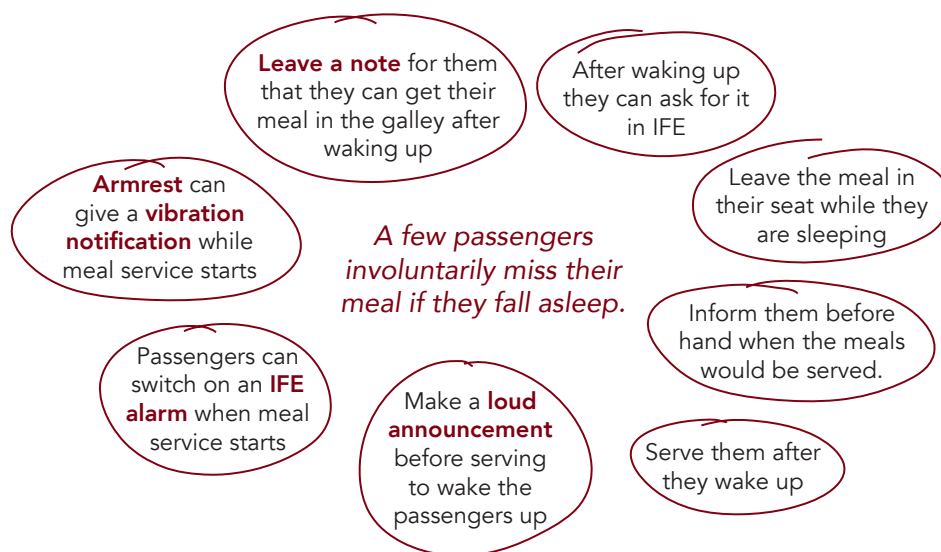 Leave a note for them
that they can get their
meal in the galley after
waking up
After waking up
they can ask for it
in IFE
Armrest can
give a vibration
notification while
meal service starts
Leave the meal in
their seat while they
are sleeping
A few passengers
involuntarily miss their
meal if they fall asleep.
Inform them before
hand when the meals
would be served.
Passengers can
switch on an IFE
alarm when meal
service starts
Make a loud
announcement
before serving
to wake the
passengers up
Serve them after
they wake up